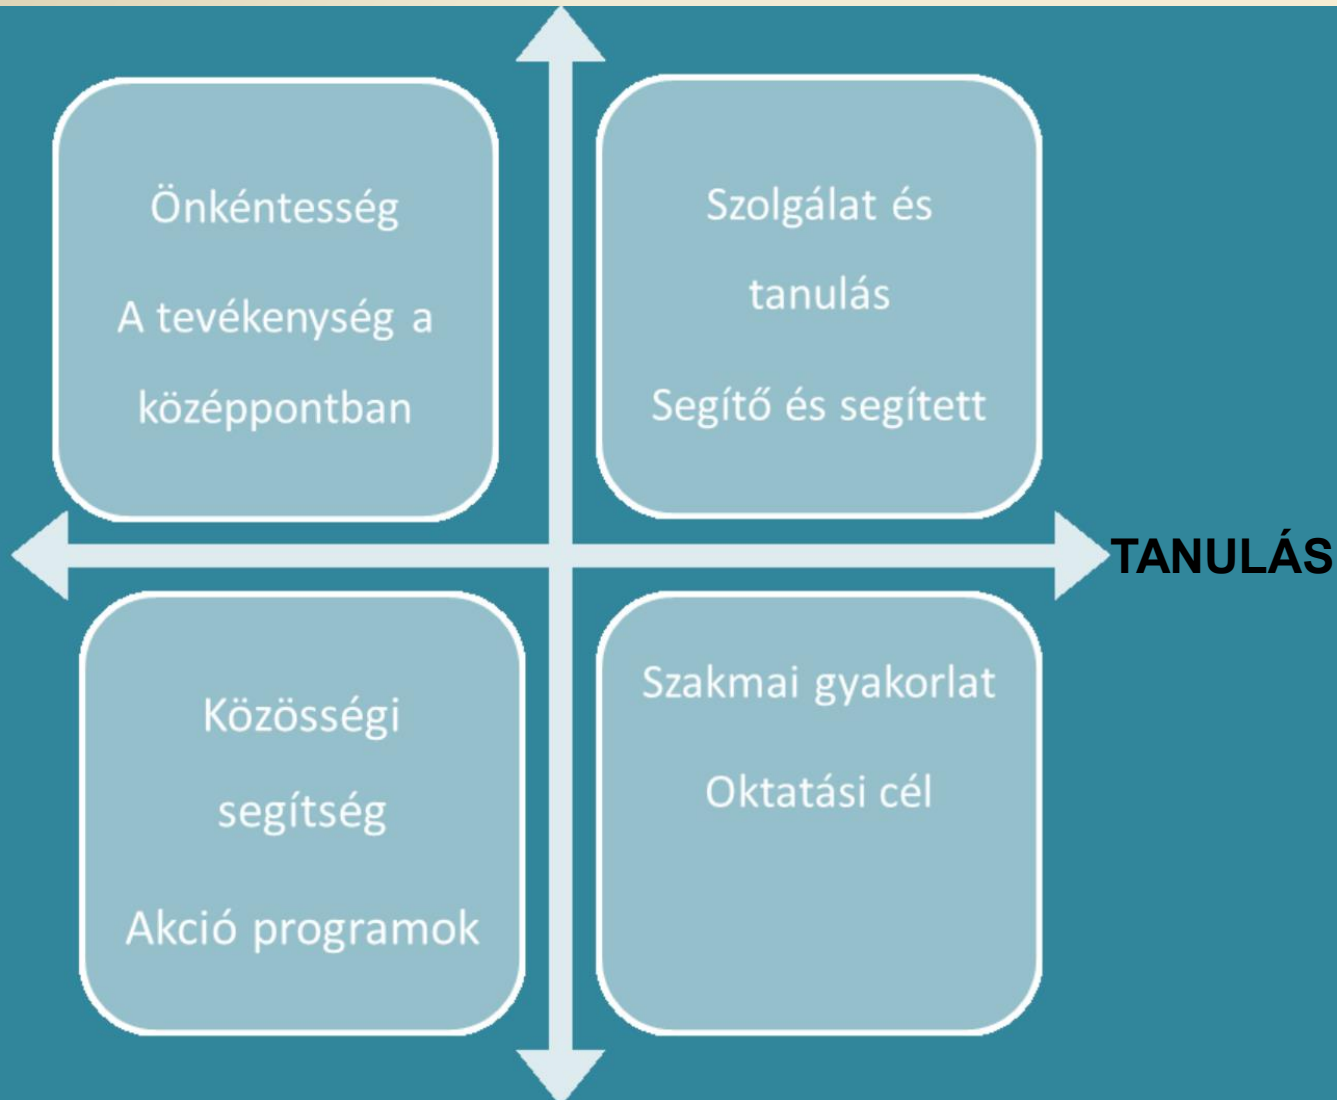 Önkéntesség
A tevékenység a
középpontban
Szolgálat és
tanulás
Segítő és segített
TANULÁS
Közösségi
segítség
Akció programok
Szakmai gyakorlat
Oktatási cél